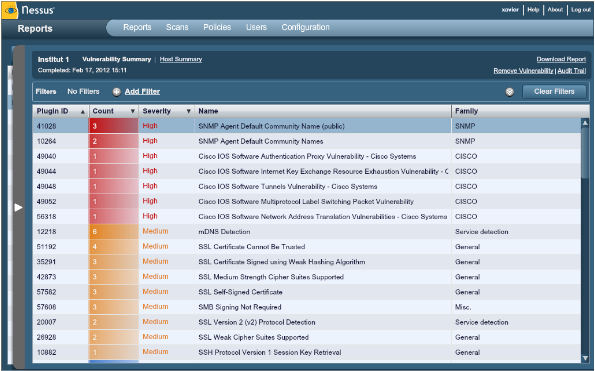 Nessus®
xavier | Help | About | Log out
Reports
Reports Scans Policies Users Configuration
Institut 1 Vulnerability Summary | Host Summary
Download Report
Completed: Feb 17, 2012 15:11
Remove Vulnerability | Audit Trail
Filters No Filters Add Filter Clear Filters
Plugin ID Count Severity Name Family
41028 3 High SNMP Agent Default Community Name (public) SNMP
10264 2 High SNMP Agent Default Community Names SNMP
49040 1 High Cisco IOS Software Authentication Proxy Vulnerability - Cisco Systems CISCO
49044 1 High Cisco IOS Software Internet Key Exchange Resource Exhaustion Vulnerability - C CISCO
49048 1 High Cisco IOS Software Tunnels Vulnerability - Cisco Systems CISCO
49052 1 High Cisco IOS Software Multiprotocol Label Switching Packet Vulnerability CISCO
56318 1 High Cisco IOS Software Network Address Translation Vulnerabilities - Cisco Systems CISCO
12218 6 Medium mDNS Detection Service detection
51192 4 Medium SSL Certificate Cannot Be Trusted General
35291 3 Medium SSL Certificate Signed using Weak Hashing Algorithm General
42873 3 Medium SSL Medium Strength Cipher Suites Supported General
57582 3 Medium SSL Self-Signed Certificate General
57608 3 Medium SMB Signing Not Required Misc.
20007 2 Medium SSL Version 2 (v2) Protocol Detection Service detection
26928 2 Medium SSL Weak Cipher Suites Supported General
10882 1 Medium SSH Protocol Version 1 Session Key Retrieval General